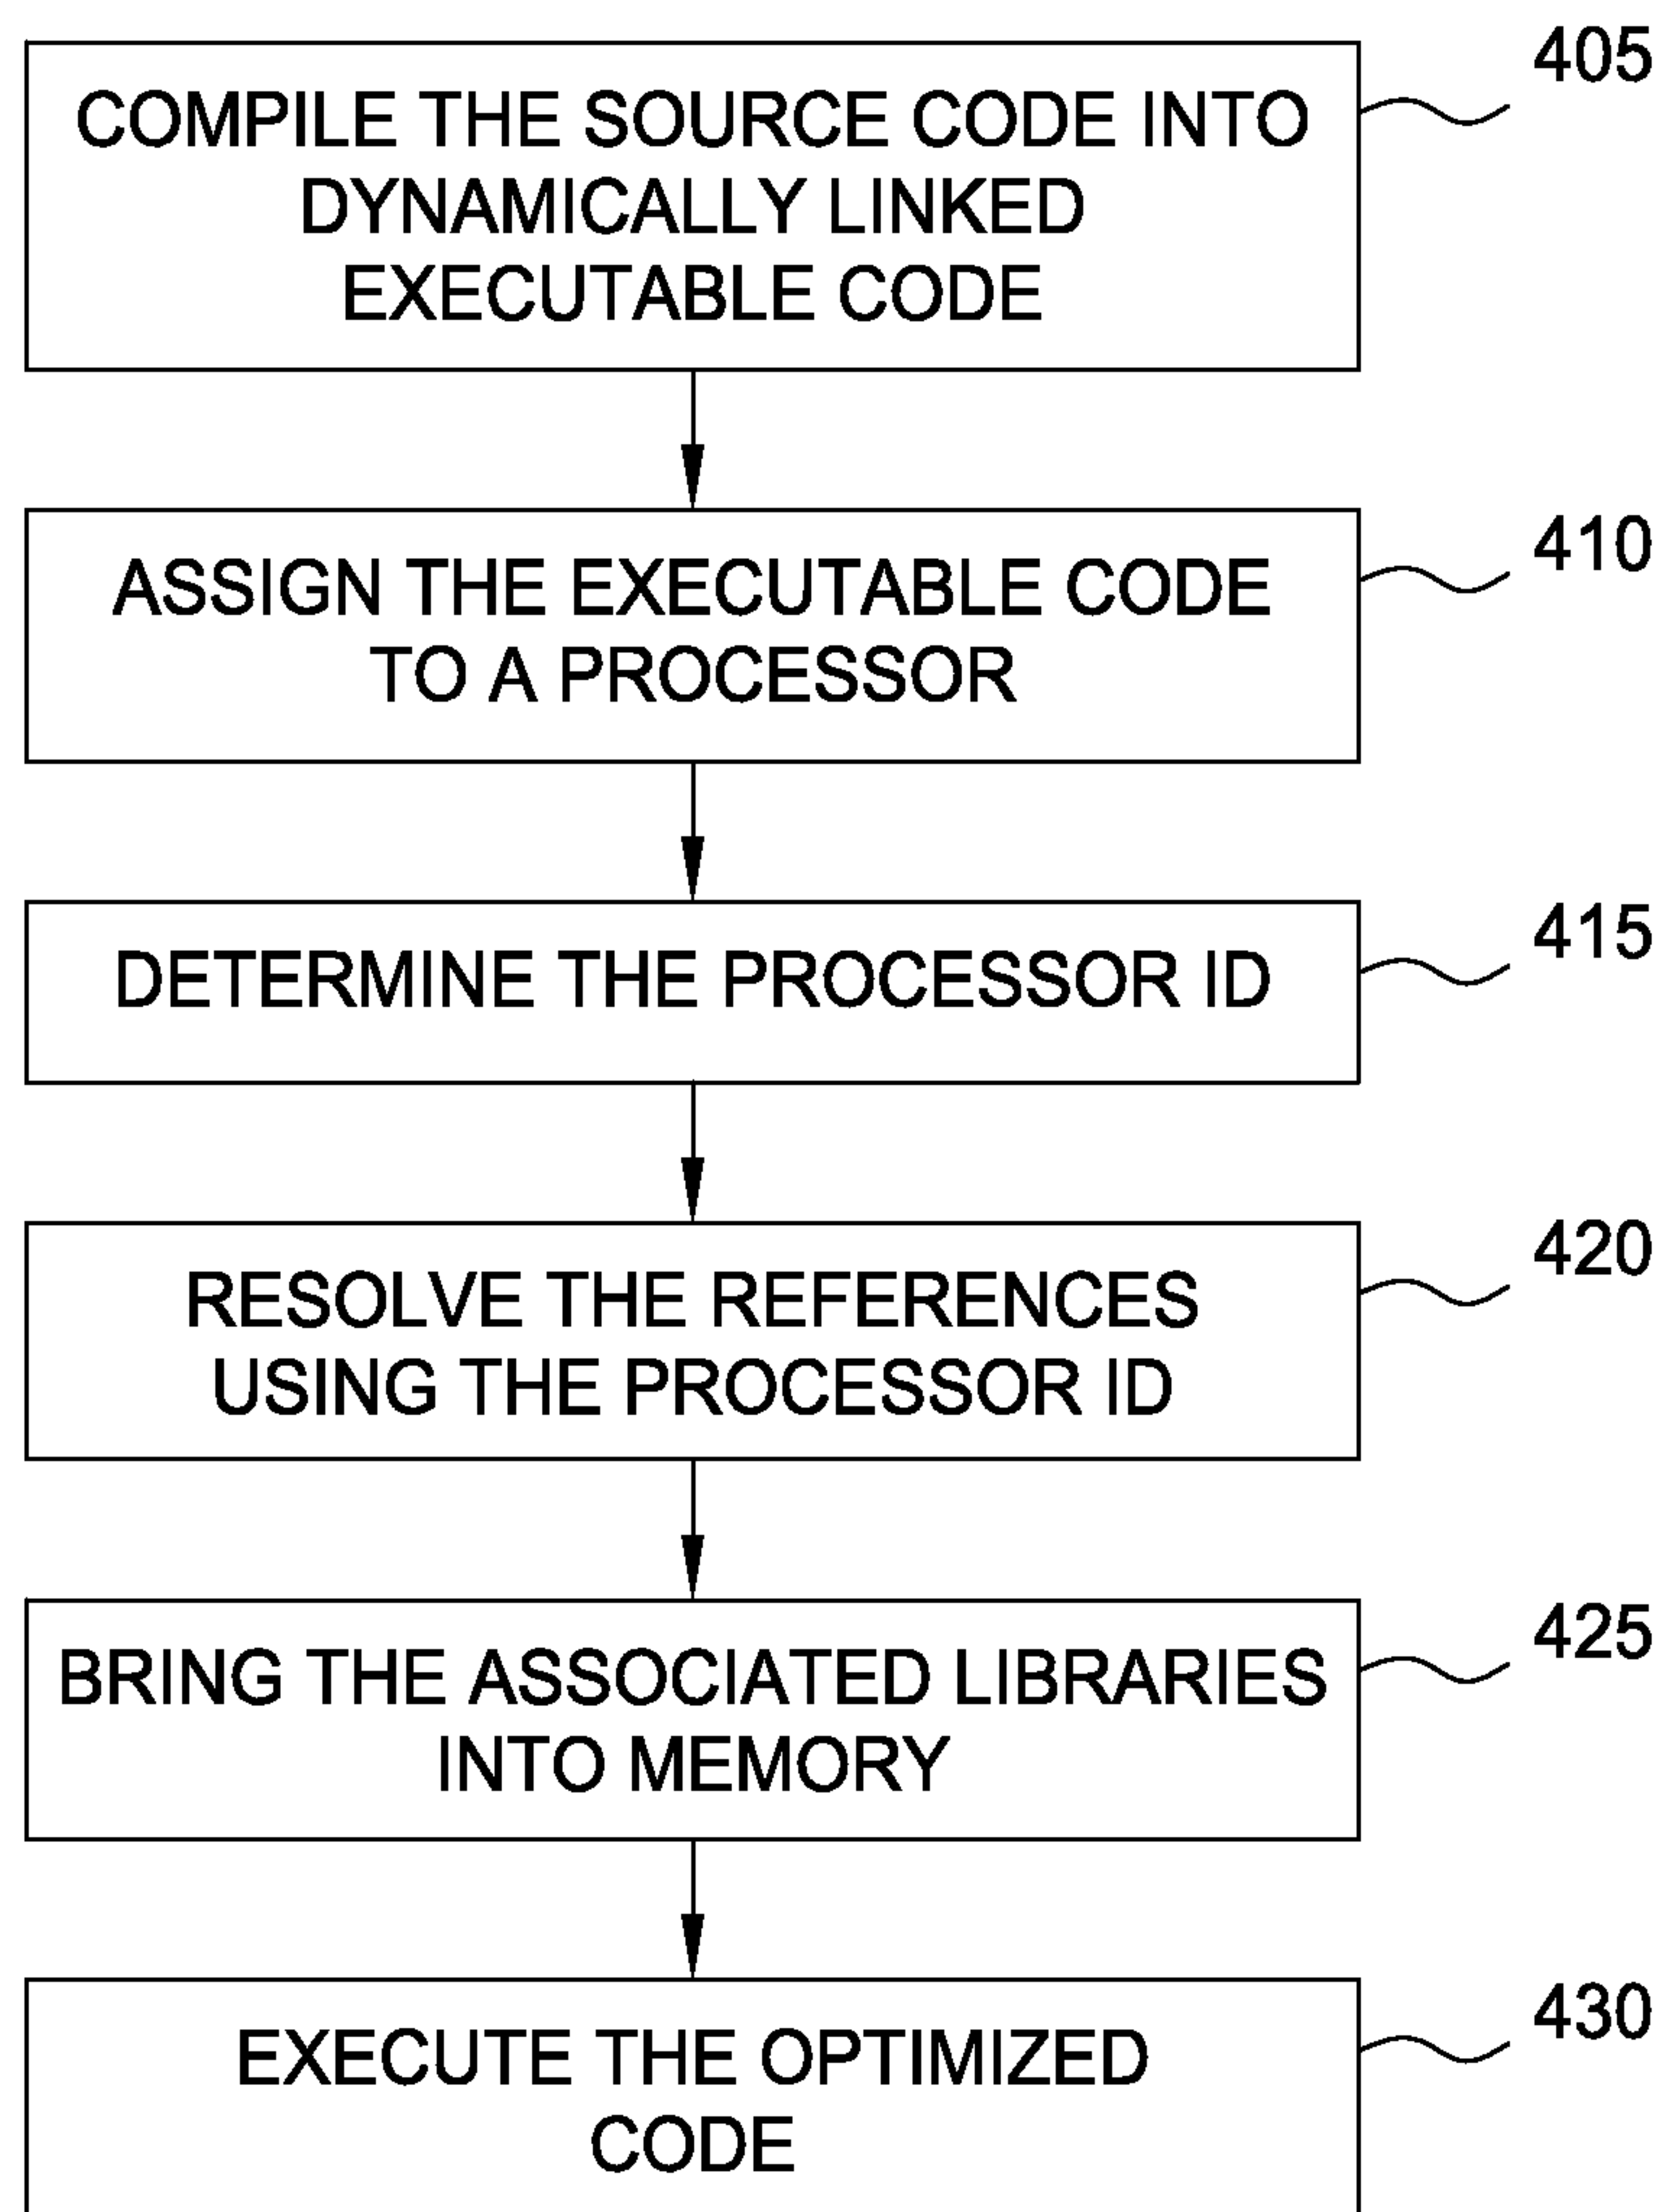 405
COMPILE THE SOURCE CODE INTO
DYNAMICALLY LINKED
EXECUTABLE CODE
410
ASSIGN THE EXECUTABLE CODE
TO A PROCESSOR
415
DETERMINE THE PROCESSOR ID
420
RESOLVE THE REFERENCES
USING THE PROCESSOR ID
425
BRING THE ASSOCIATED LIBRARIES
INTO MEMORY
430
EXECUTE THE OPTIMIZED
CODE